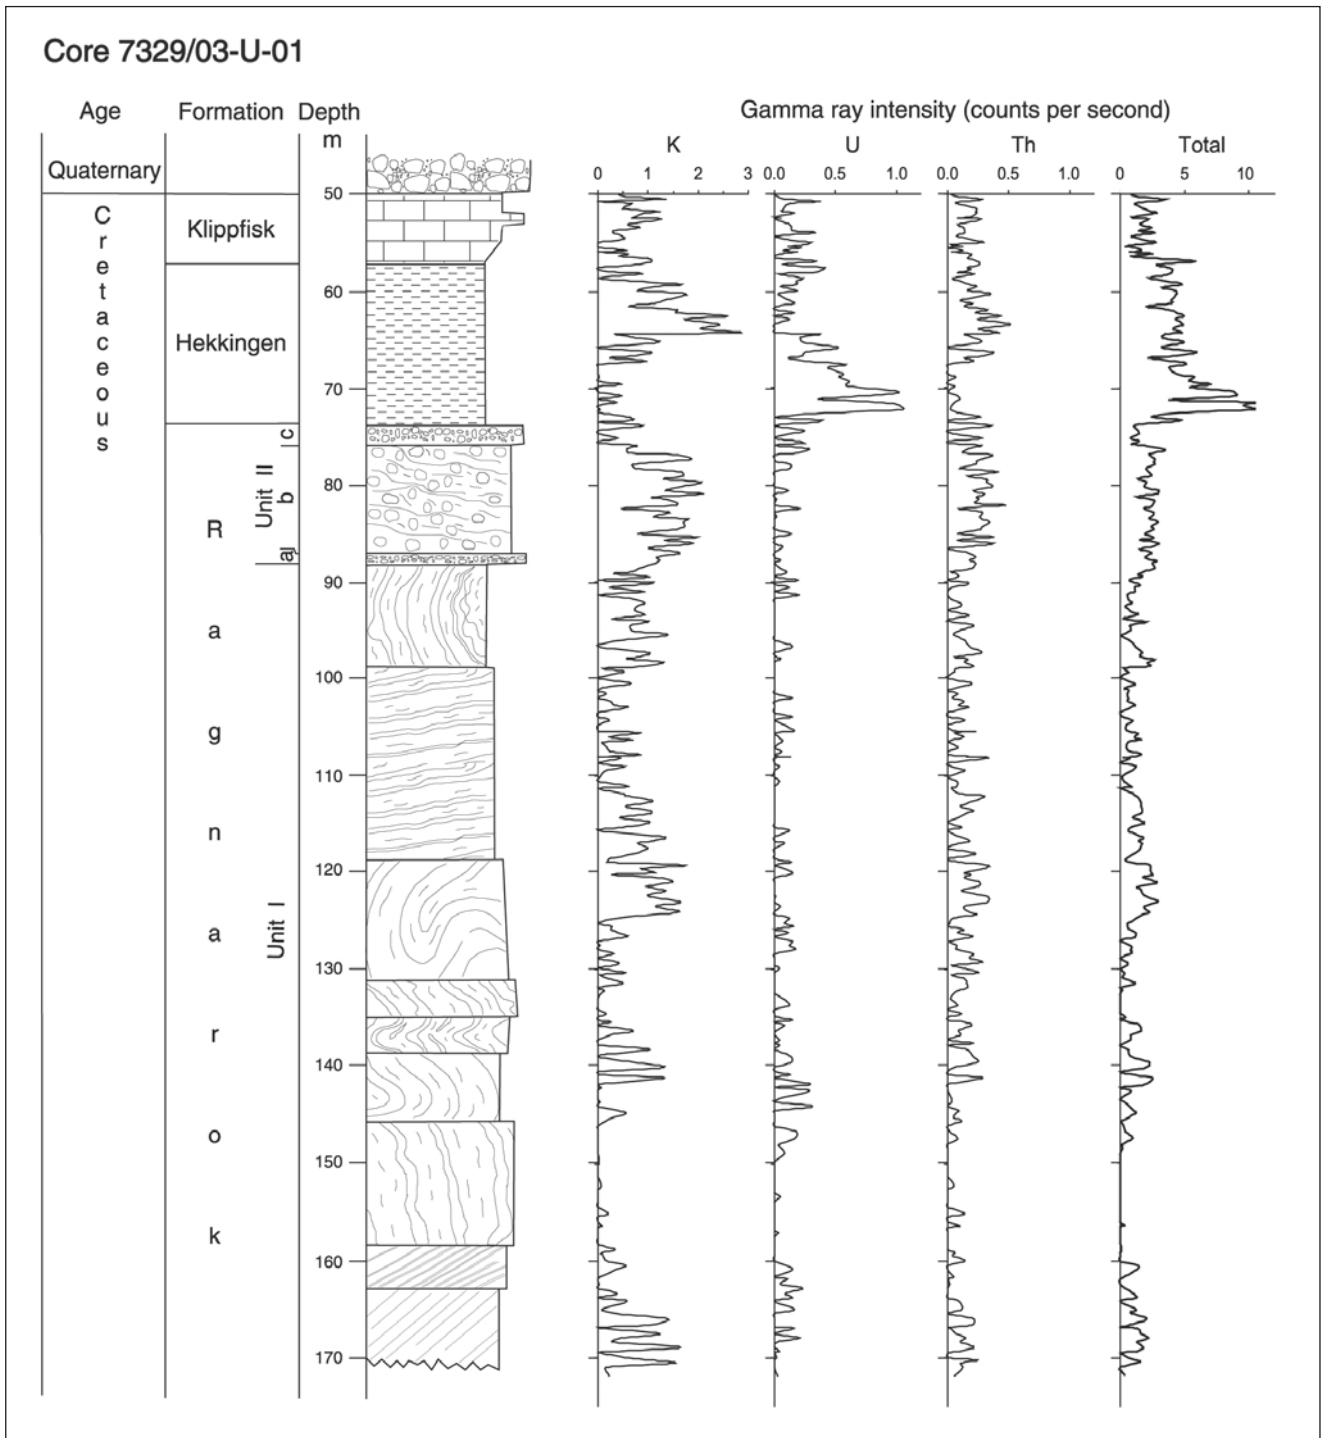 Core 7329/03-U-01
Age Formation Depth Gamma ray intensity (counts per second)
m K U Th Total
Quaternary
0 1 2 3 0.0 0.5 1.0 0.0 0.5 1.0 0 5 10
50
Cretaceous
Klippfisk
60
Hekkingen
70
c
Unit II
b
80
a
Ragnarok
90
100
110
120
Unit I
130
140
150
160
170